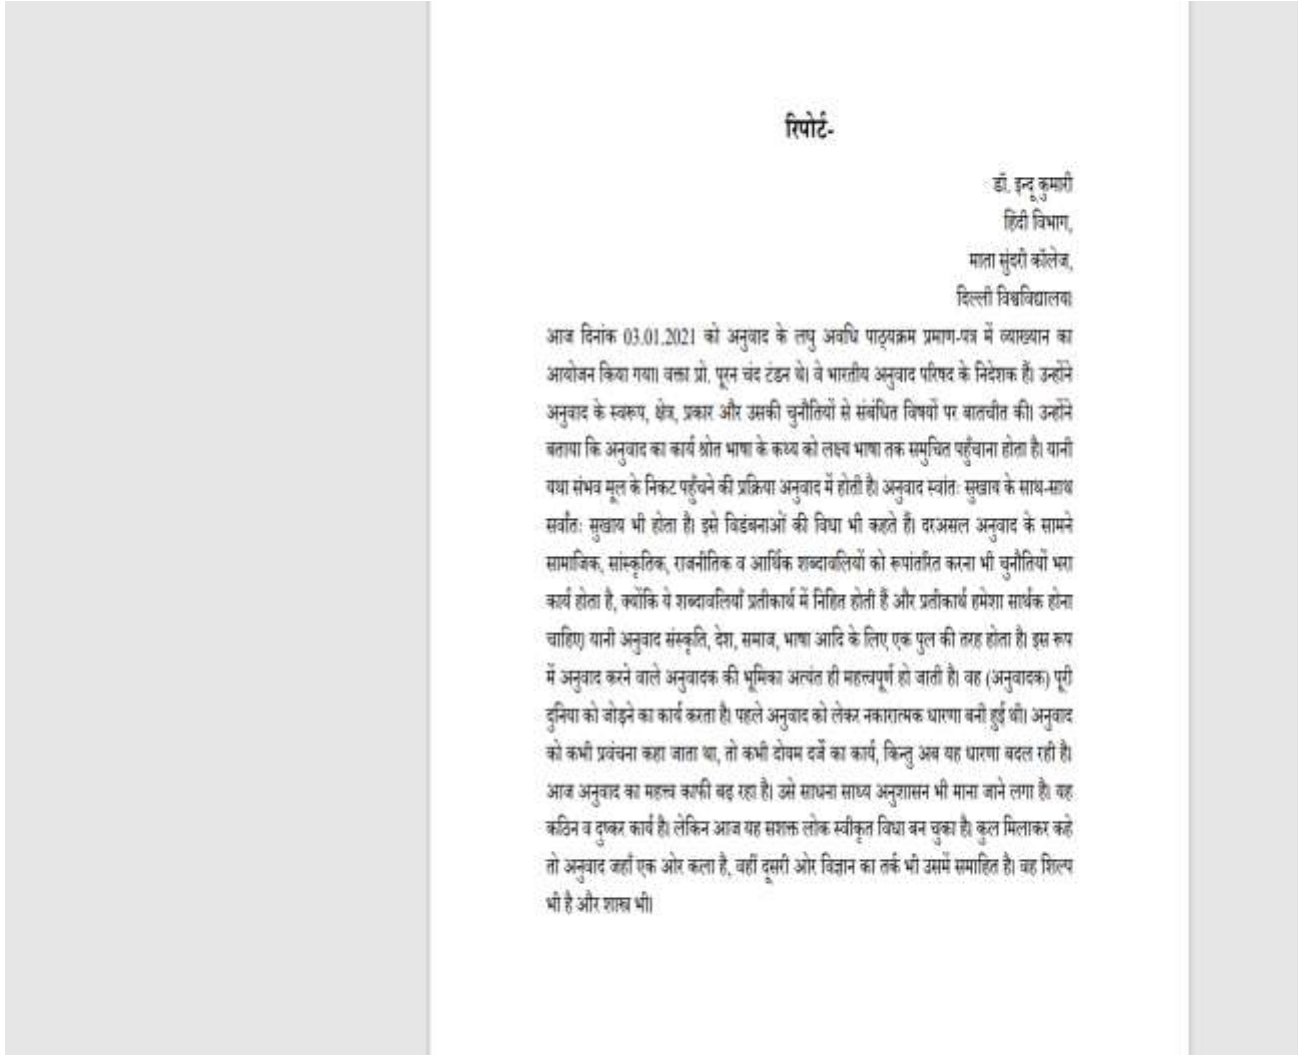 रिपोर्ट-
डॉ. इन्दू कुमारी
हिंदी विभाग,
माता सुंदरी कॉलेज,
दिल्ली विश्वविद्यालय।
आज दिनांक 03.01.2021 को अनुवाद के लघु अवधि पाठ्यक्रम प्रमाण-पत्र में व्याख्यान का
आयोजन किया गया। वक्ता प्रो. पूरन चंद टंडन थे। वे भारतीय अनुवाद परिषद के निदेशक हैं। उन्होंने
अनुवाद के स्वरूप, क्षेत्र, प्रकार और उसकी चुनौतियों से संबंधित विषयों पर बातचीत की। उन्होंने
बताया कि अनुवाद का कार्य श्रोत भाषा के कथ्य को लक्ष्य भाषा तक समुचित पहुँचाना होता है। यानी
यथा संभव मूल के निकट पहुँचने की प्रक्रिया अनुवाद में होती है। अनुवाद स्वांतः सुखाय के साथ-साथ
सर्वांतः सुखाय भी होता है। इसे विडंबनाओं की विधा भी कहते हैं। दरअसल अनुवाद के सामने
सामाजिक, सांस्कृतिक, राजनीतिक व आर्थिक शब्दावलियों को रूपांतरित करना भी चुनौतियों भरा
कार्य होता है, क्योंकि ये शब्दावलियाँ प्रतीकार्थ में निहित होती हैं और प्रतीकार्थ हमेशा सार्थक होना
चाहिए। यानी अनुवाद संस्कृति, देश, समाज, भाषा आदि के लिए एक पुल की तरह होता है। इस रूप
में अनुवाद करने वाले अनुवादक की भूमिका अत्यंत ही महत्त्वपूर्ण हो जाती है। वह (अनुवादक) पूरी
दुनिया को जोड़ने का कार्य करता है। पहले अनुवाद को लेकर नकारात्मक धारणा बनी हुई थी। अनुवाद
को कभी प्रवंचना कहा जाता था, तो कभी दोयम दर्जे का कार्य, किन्तु अब यह धारणा बदल रही है।
आज अनुवाद का महत्त्व काफी बढ़ रहा है। उसे साधना साध्य अनुशासन भी माना जाने लगा है। यह
कठिन व दुष्कर कार्य है। लेकिन आज यह सशक्त लोक स्वीकृत विधा बन चुका है। कुल मिलाकर कहे
तो अनुवाद जहाँ एक ओर कला है, वहीं दूसरी ओर विज्ञान का तर्क भी उसमें समाहित है। वह शिल्प
भी है और शास्त्र भी।